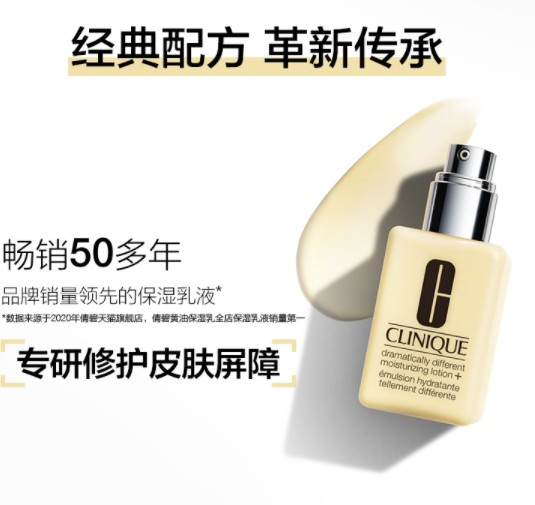 经典配方 革新传承
畅销50多年
品牌销量领先的保湿乳液*
*数据来源于2020年倩碧天猫旗舰店，倩碧黄油保湿乳全店保湿乳液销量第一
专研修护皮肤屏障
C
CLINIQUE
dramatically different
moisturizing lotion +
émulsion hydratante
tellement différente